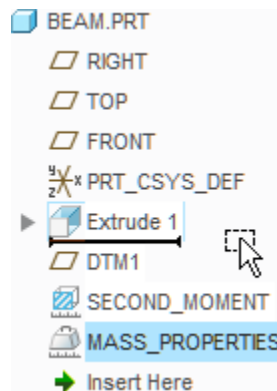 BEAM.PRT
RIGHT
TOP
FRONT
PRT_CSYS_DEF
Extrude 1
DTM1
SECOND_MOMENT
MASS_PROPERTIES
Insert Here